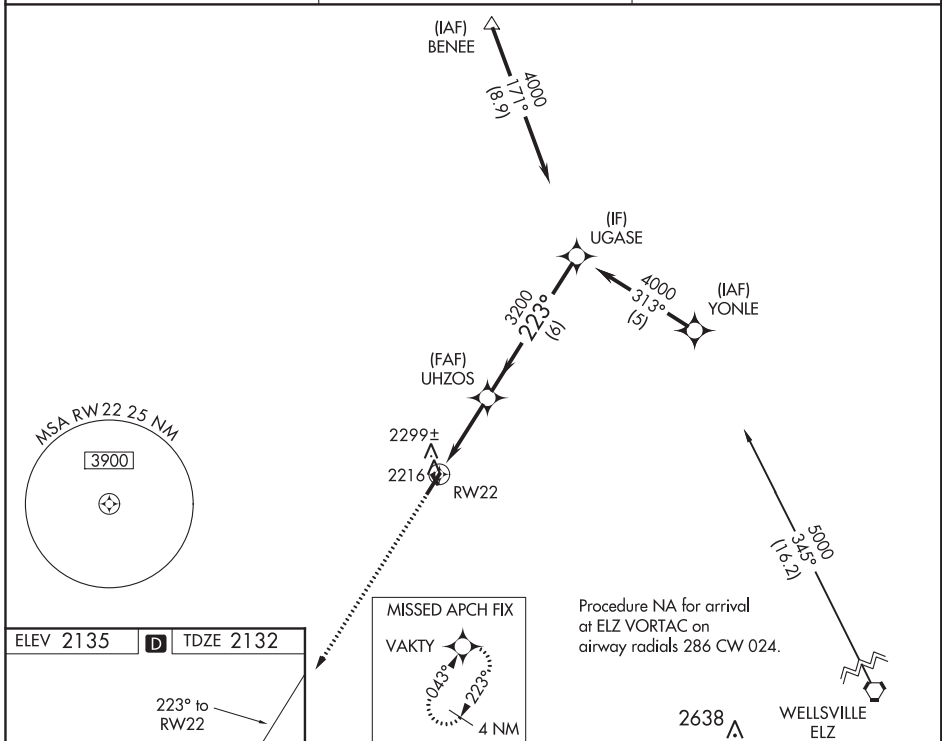 (IAF)
BENEE
4000
171°
(8.9)
(IF)
UGASE
4000
313°
(5)
(IAF)
YONLE
3200
223°
(6)
(FAF)
UHZOS
2299±
2216
RW22
MSA RW 22 25 NM
3900
5000
345°
(16.2)
MISSED APCH FIX
VAKTY
043°
223°
4 NM
Procedure NA for arrival
at ELZ VORTAC on
airway radials 286 CW 024.
ELEV 2135 D TDZE 2132
223° to
RW22
2638
WELLSVILLE
ELZ